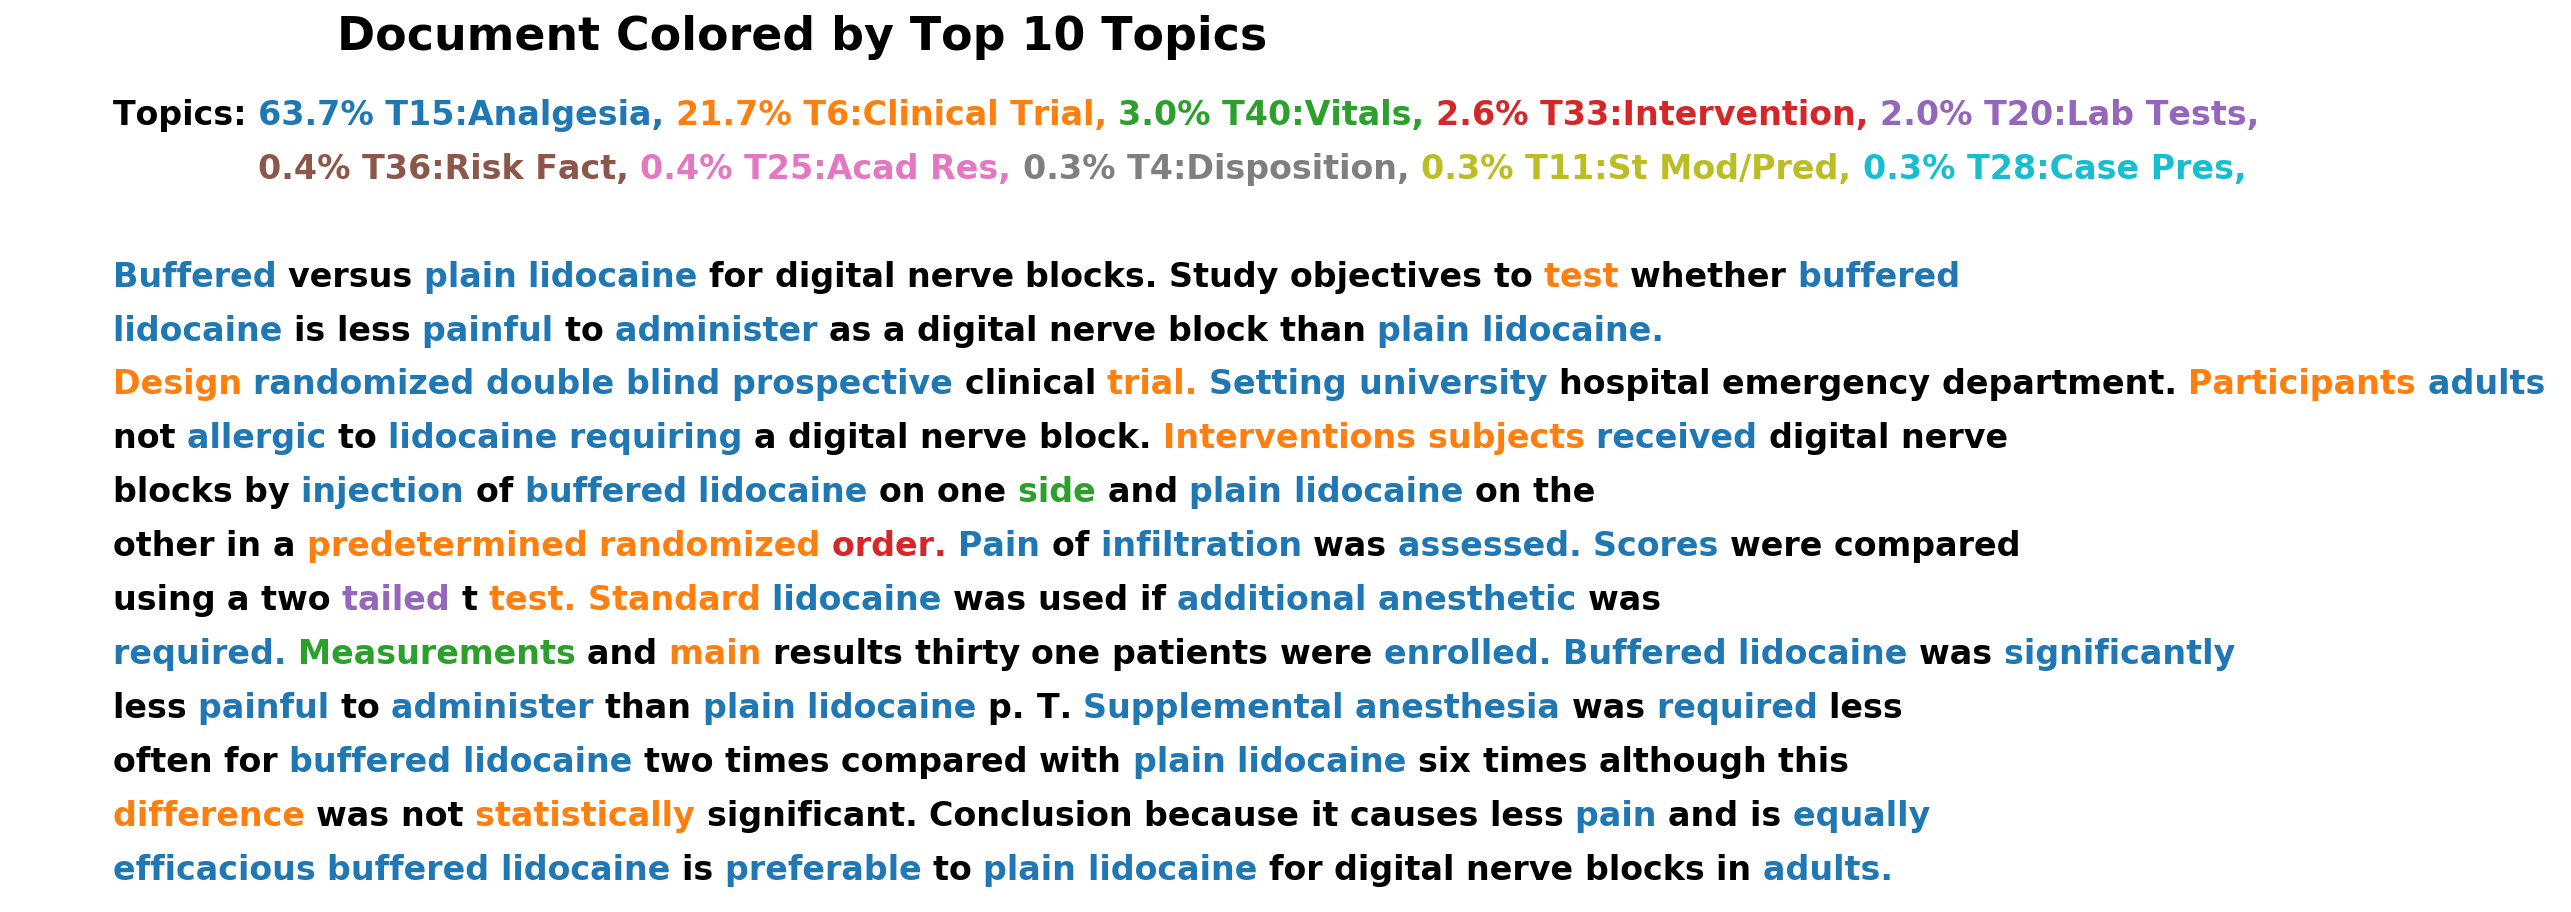 Document Colored by Top 10 Topics
Topics: 63.7% T15:Analgesia, 21.7% T6:Clinical Trial, 3.0% T40:Vitals, 2.6% T33:Intervention, 2.0% T20:Lab Tests,
0.4% T36:Risk Fact, 0.4% T25:Acad Res, 0.3% T4:Disposition, 0.3% T11:St Mod/Pred, 0.3% T28:Case Pres,
Buffered versus plain lidocaine for digital nerve blocks. Study objectives to test whether buffered
lidocaine is less painful to administer as a digital nerve block than plain lidocaine.
Design randomized double blind prospective clinical trial. Setting university hospital emergency department. Participants adults
not allergic to lidocaine requiring a digital nerve block. Interventions subjects received digital nerve
blocks by injection of buffered lidocaine on one side and plain lidocaine on the
other in a predetermined randomized order. Pain of infiltration was assessed. Scores were compared
using a two tailed t test. Standard lidocaine was used if additional anesthetic was
required. Measurements and main results thirty one patients were enrolled. Buffered lidocaine was significantly
less painful to administer than plain lidocaine p. T. Supplemental anesthesia was required less
often for buffered lidocaine two times compared with plain lidocaine six times although this
difference was not statistically significant. Conclusion because it causes less pain and is equally
efficacious buffered lidocaine is preferable to plain lidocaine for digital nerve blocks in adults.